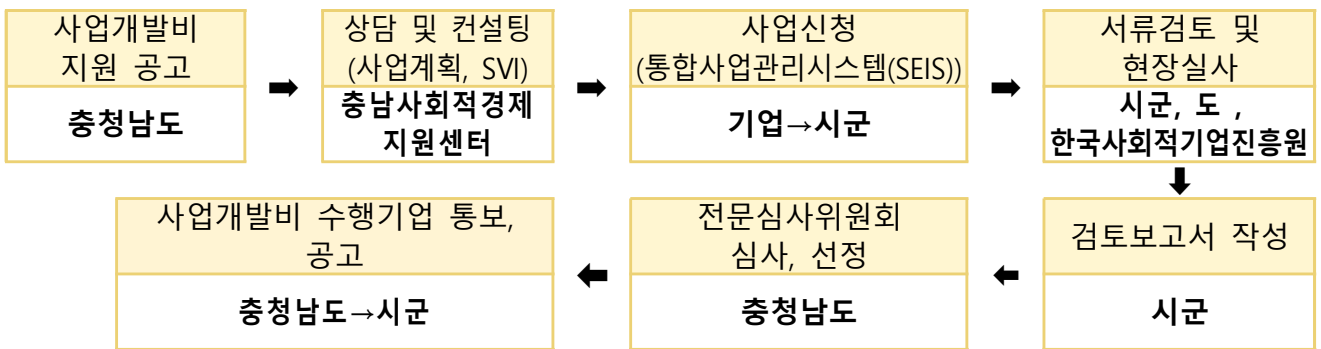 사업개발비
지원 공고
충청남도
➡
상담 및 컨설팅
(사업계획, SVI)
충남사회적경제
지원센터
➡
사업신청
(통합사업관리시스템(SEIS))
기업→시군
➡
서류검토 및
현장실사
시군, 도 ,
한국사회적기업진흥원
⬇
검토보고서 작성
시군
⬅
전문심사위원회
심사, 선정
충청남도
⬅
사업개발비 수행기업 통보,
공고
충청남도→시군